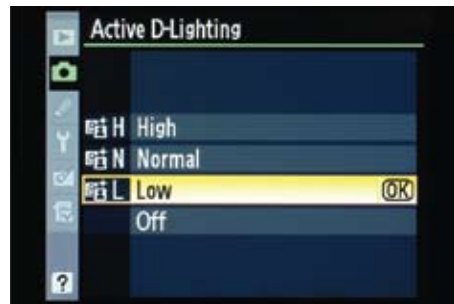 Active D-Lighting
H High
N Normal
L Low OK
Off
?